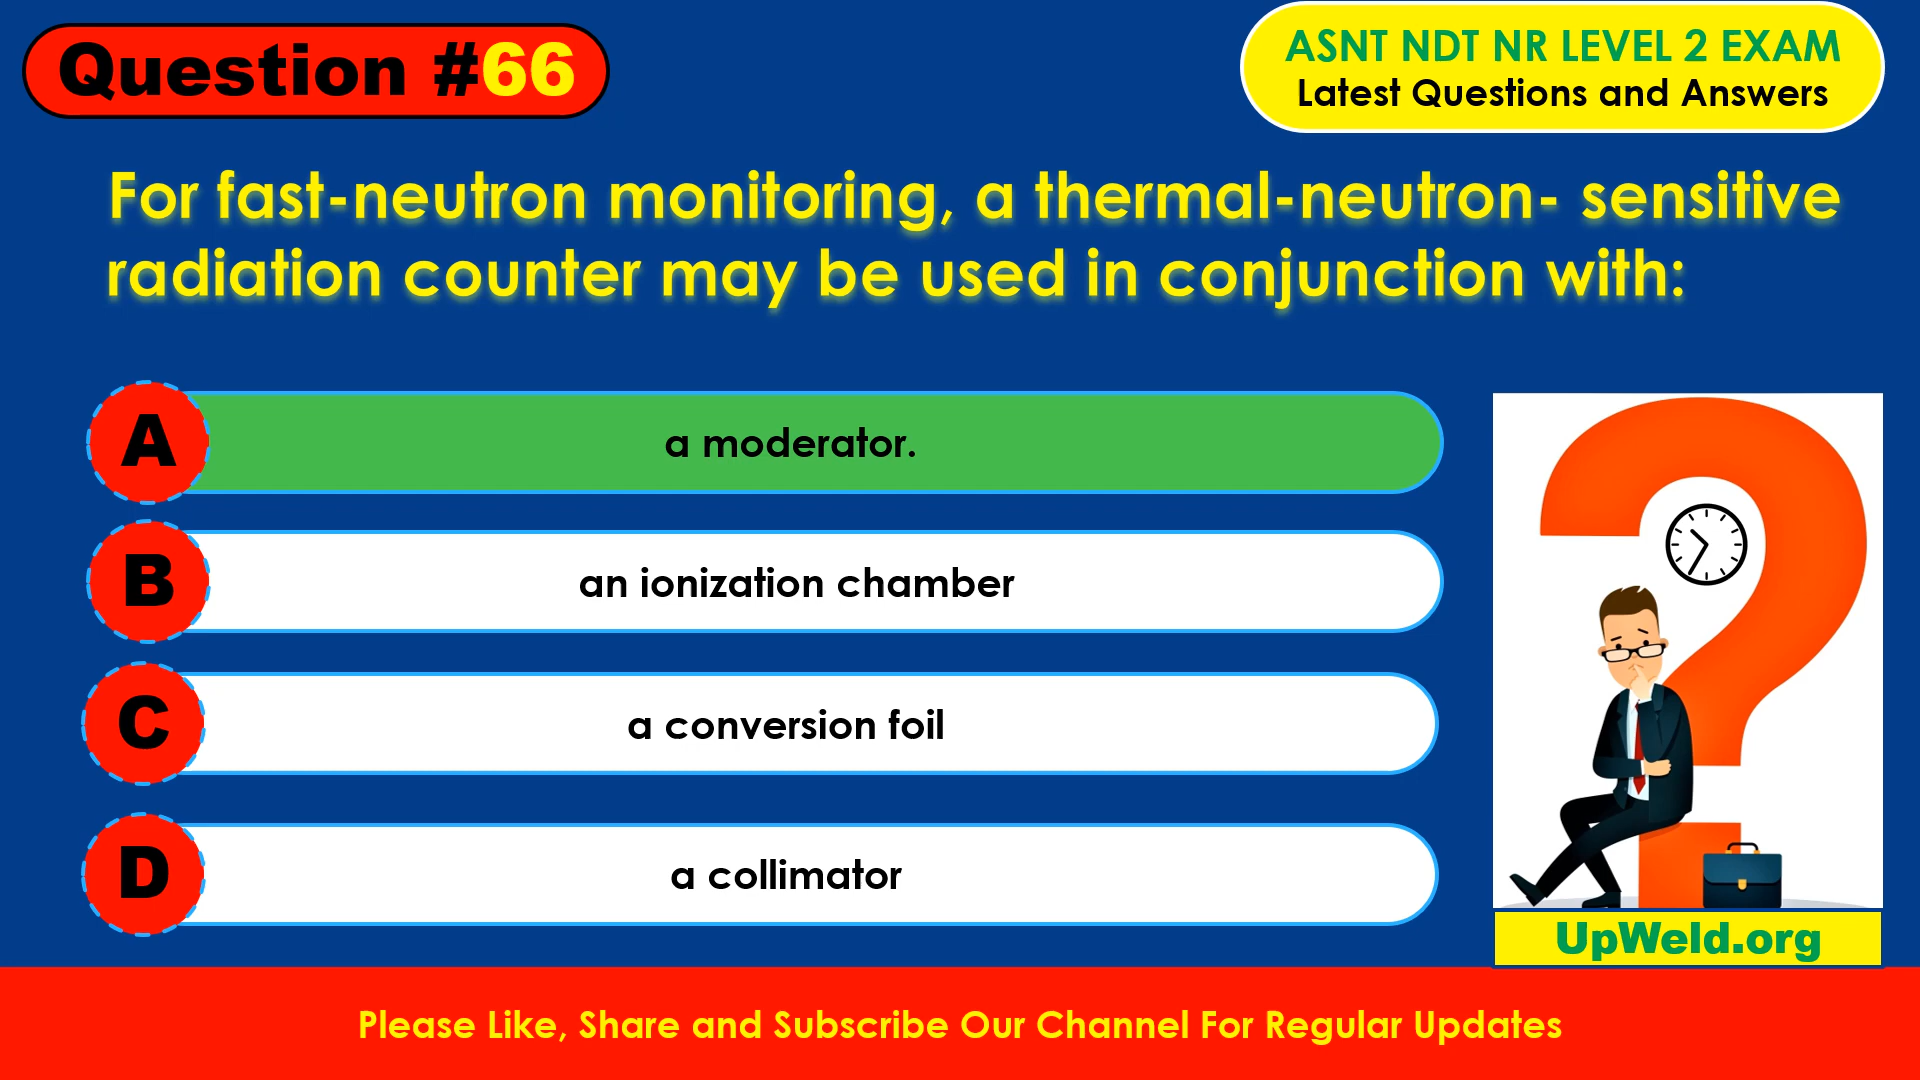 Question #66
ASNT NDT NR LEVEL 2 EXAM
Latest Questions and Answers
For fast-neutron monitoring, a thermal-neutron- sensitive
radiation counter may be used in conjunction with:
A
a moderator.
B
an ionization chamber
C
a conversion foil
D
a collimator
UpWeld.org
Please Like, Share and Subscribe Our Channel For Regular Updates